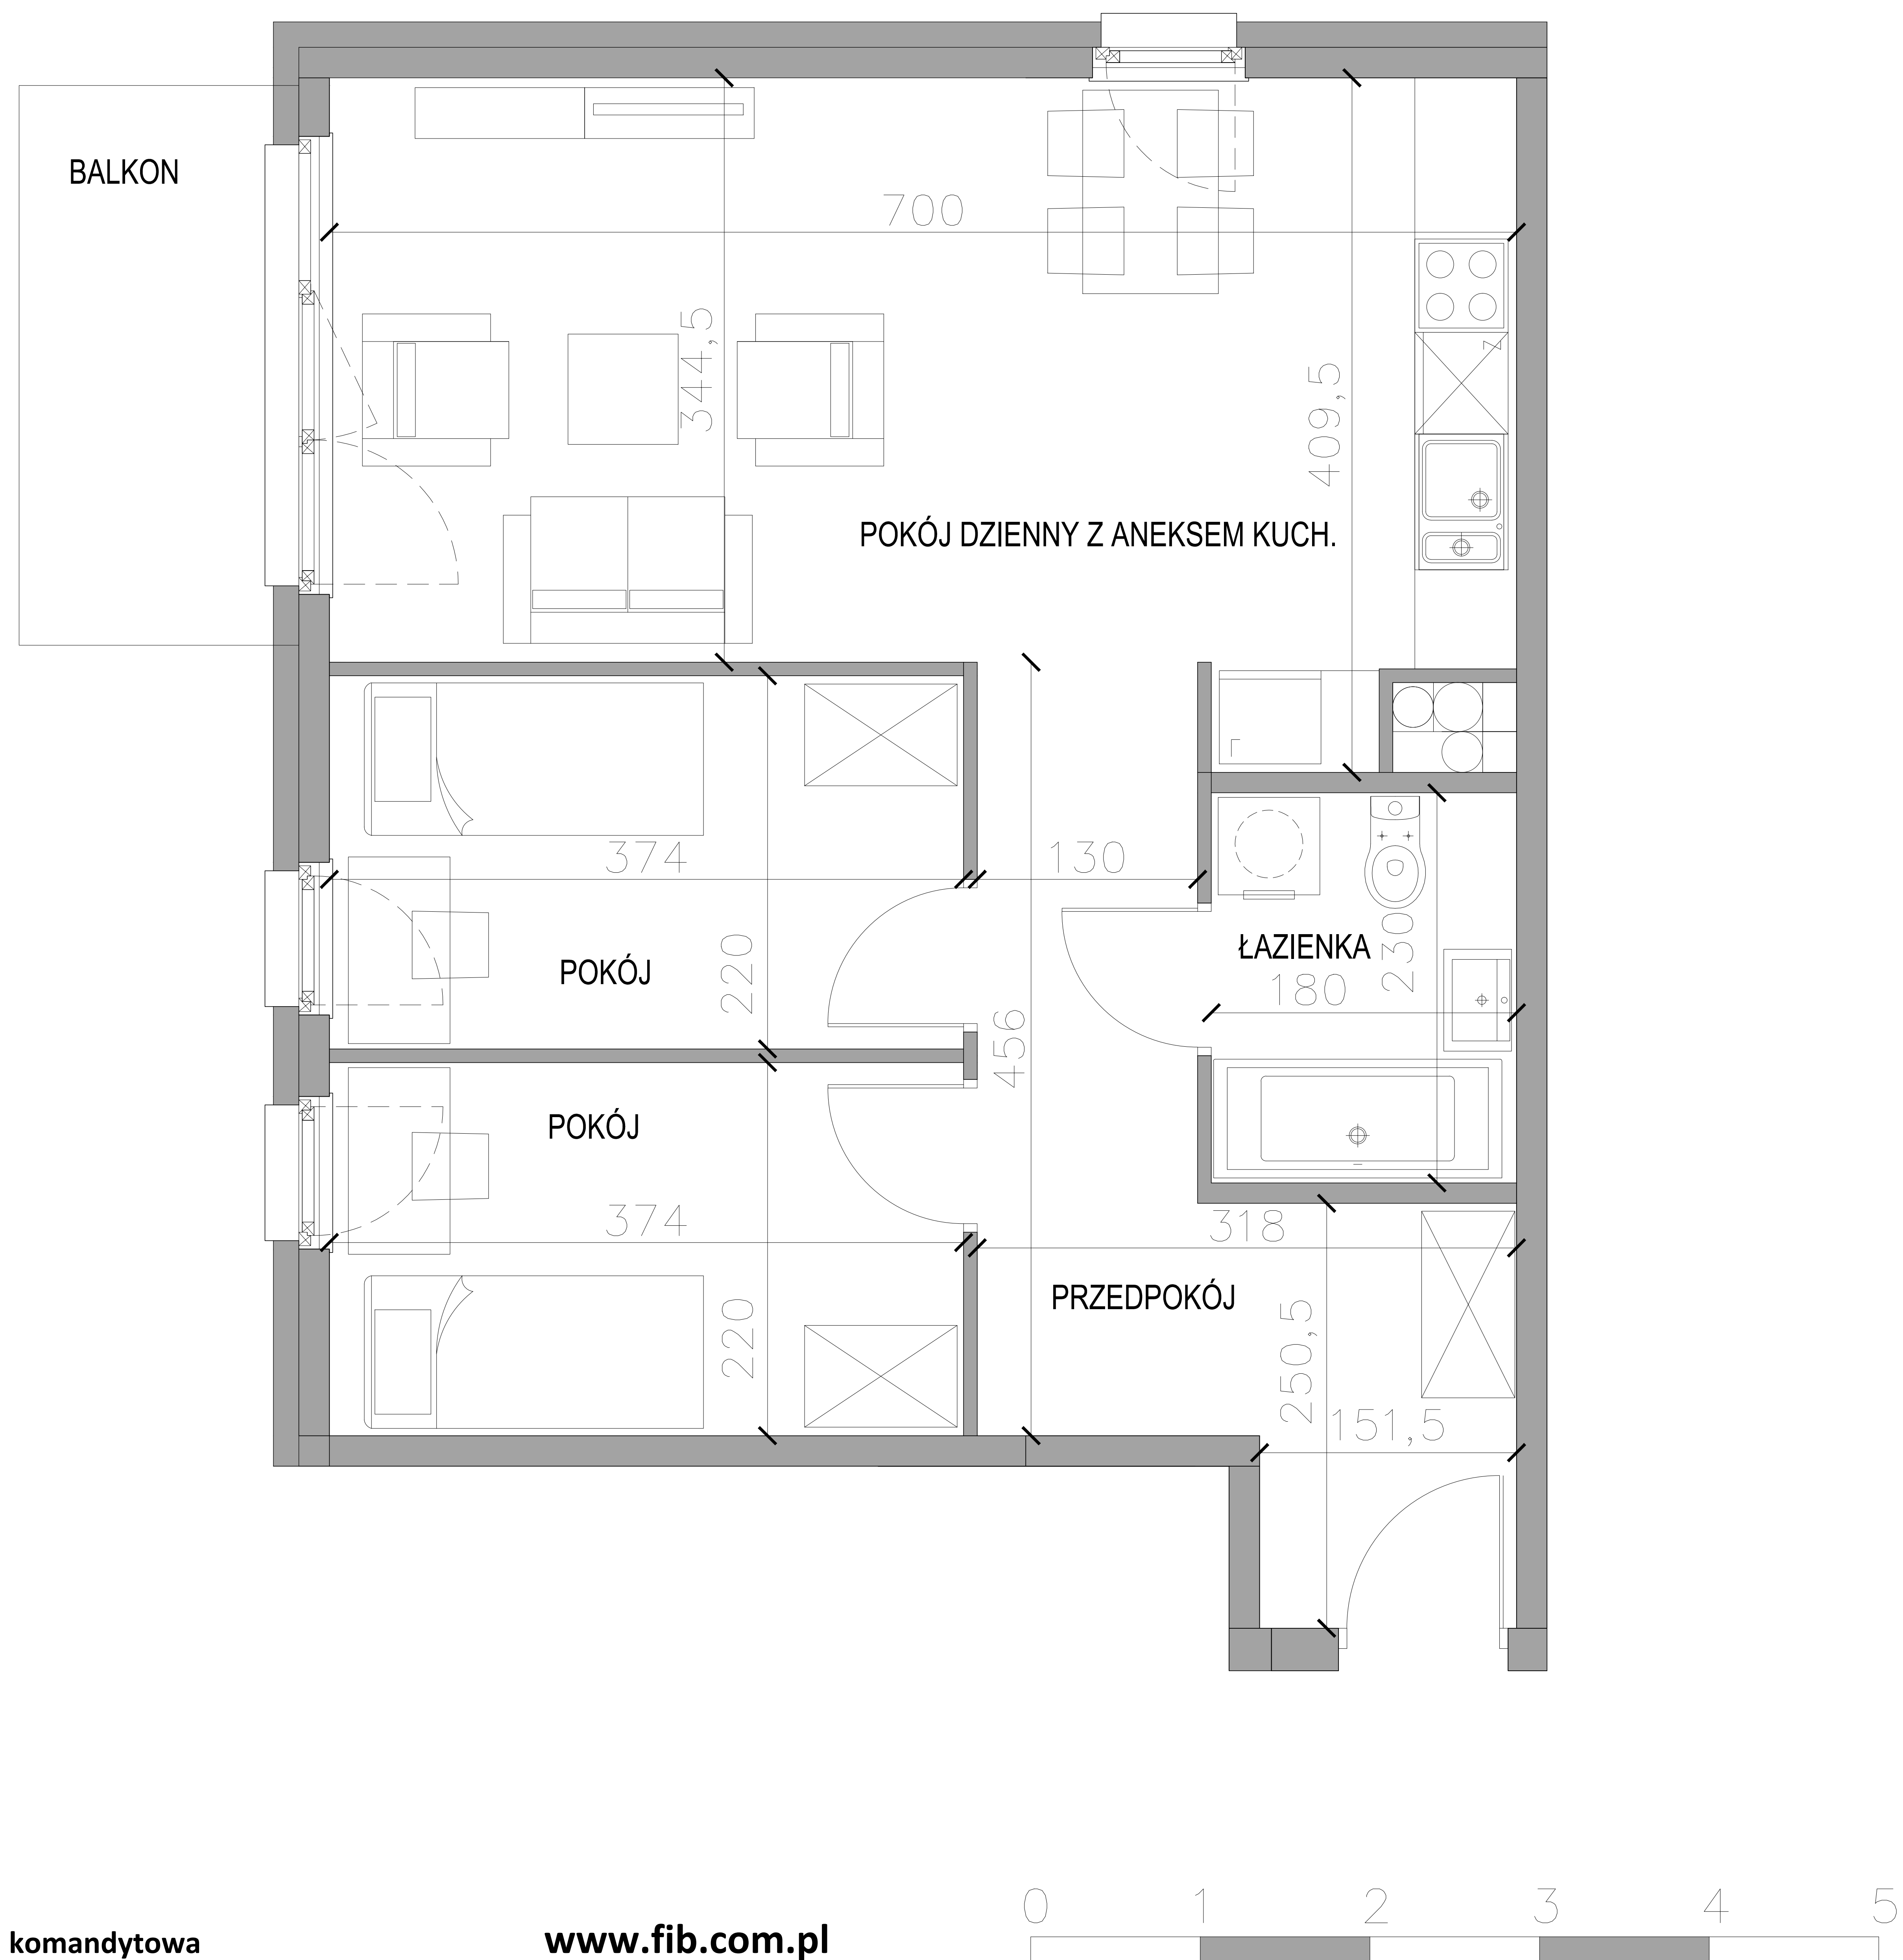 BALKON
700
344,5
409,5
POKÓJ DZIENNY Z ANEKSEM KUCH.
Z
374
130
ŁAZIENKA
230
180
220
POKÓJ
456
POKÓJ
374
318
PRZEDPOKÓJ
220
250,5
151,5
0 1 2 3 4 5
komandytowa
www.fib.com.pl